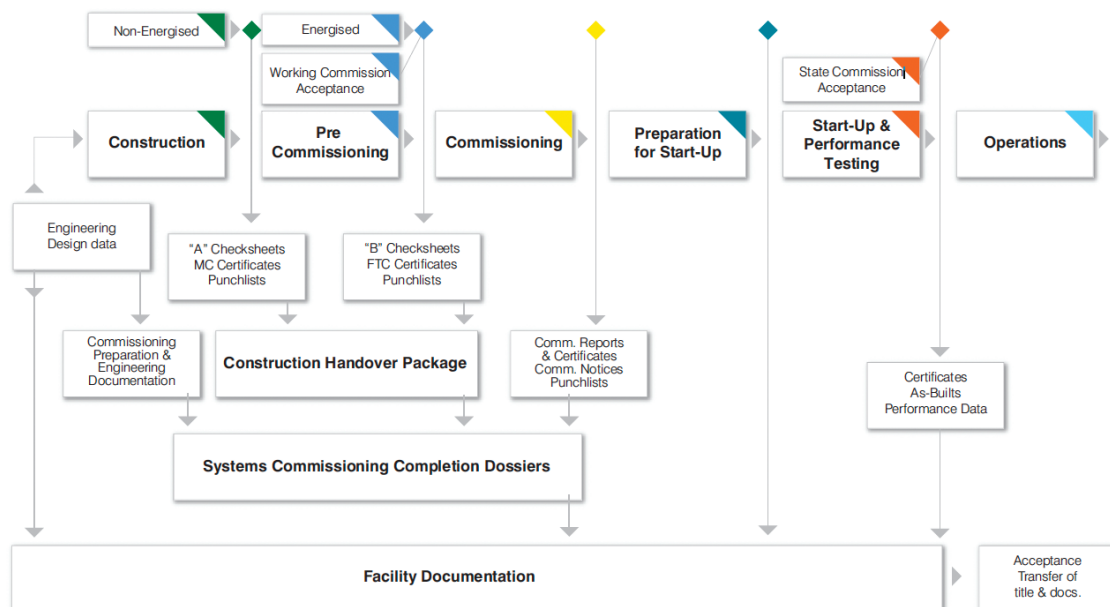 Non-Energised
Energised
Working Commission
Acceptance
State Commission
Acceptance
Construction
Pre
Commissioning
Commissioning
Preparation
for Start-Up
Start-Up &
Performance
Testing
Operations
Engineering
Design data
"A" Checksheets
MC Certificates
Punchlists
"B" Checksheets
FTC Certificates
Punchlists
Commissioning
Preparation &
Engineering
Documentation
Construction Handover Package
Comm. Reports
& Certificates
Comm. Notices
Punchlists
Certificates
As-Builts
Performance Data
Systems Commissioning Completion Dossiers
Facility Documentation
Acceptance
Transfer of
title & docs.